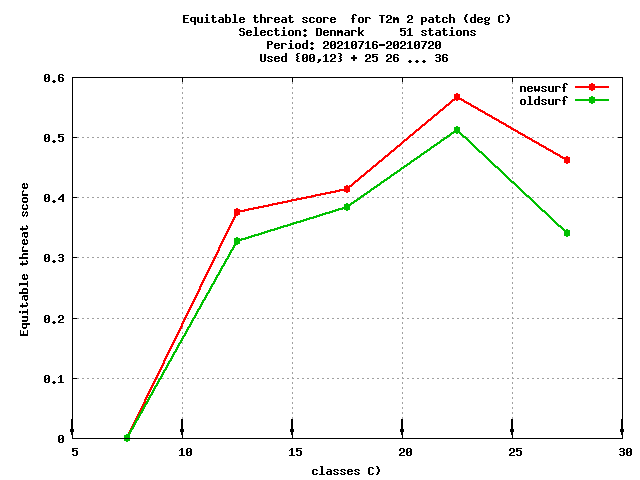 Equitable threat score  for T2m 2 patch (deg C)
Selection: Denmark     51 stations
Period: 20210716-20210720
Used {00,12} + 25 26 ... 36
newsurf
oldsurf
Equitable threat score
0.6
0.5
0.4
0.3
0.2
0.1
0
5 10 15 20 25 30
classes C)